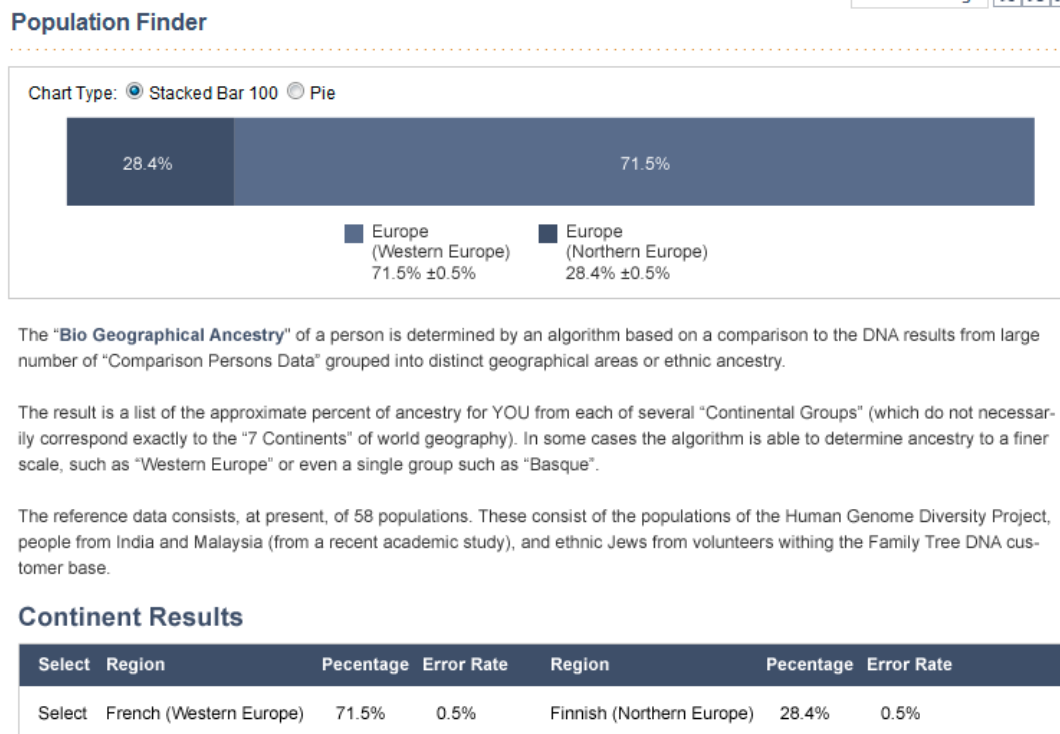 Population Finder
Chart Type: Stacked Bar 100 Pie
28.4% 71.5%
Europe Europe
(Western Europe) (Northern Europe)
71.5% ±0.5% 28.4% ±0.5%
The “Bio Geographical Ancestry" of a person is determined by an algorithm based on a comparison to the DNA results from large
number of “Comparison Persons Data” grouped into distinct geographical areas or ethnic ancestry.
The result is a list of the approximate percent of ancestry for YOU from each of several “Continental Groups” (which do not necessar-
ily correspond exactly to the “7 Continents” of world geography). In some cases the algorithm is able to determine ancestry to a finer
scale, such as “Western Europe” or even a single group such as “Basque”.
The reference data consists, at present, of 58 populations. These consist of the populations of the Human Genome Diversity Project,
people from India and Malaysia (from a recent academic study), and ethnic Jews from volunteers withing the Family Tree DNA cus-
tomer base.
Continent Results
Select Region Pecentage Error Rate Region Pecentage Error Rate
Select French (Western Europe) 71.5% 0.5% Finnish (Northern Europe) 28.4% 0.5%